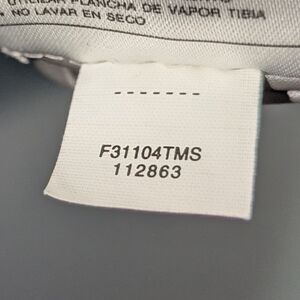 UTILIZAR PLANCHA DE VAPOR TIBIA
. NO LAVAR EN SECO
-------
F31104TMS
112863